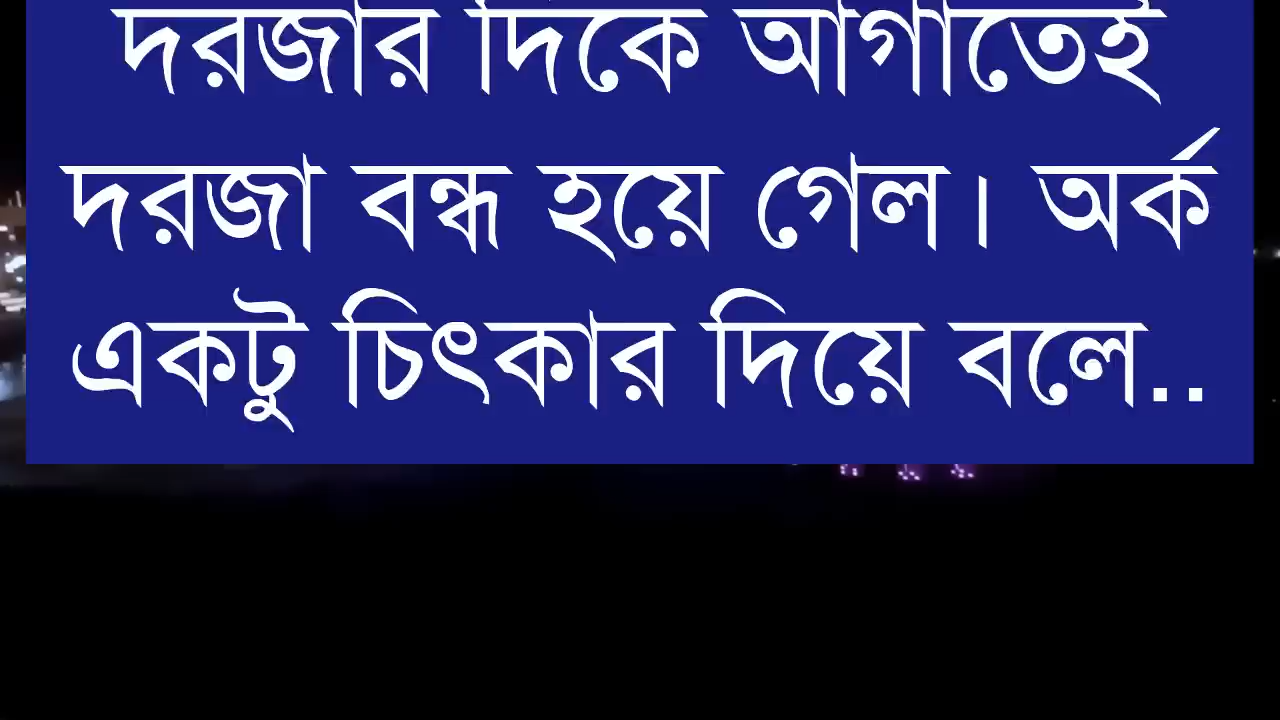 দরজার দিকে আগাতেই
দরজা বন্ধ হয়ে গেল। অর্ক
একটু চিৎকার দিয়ে বলে..